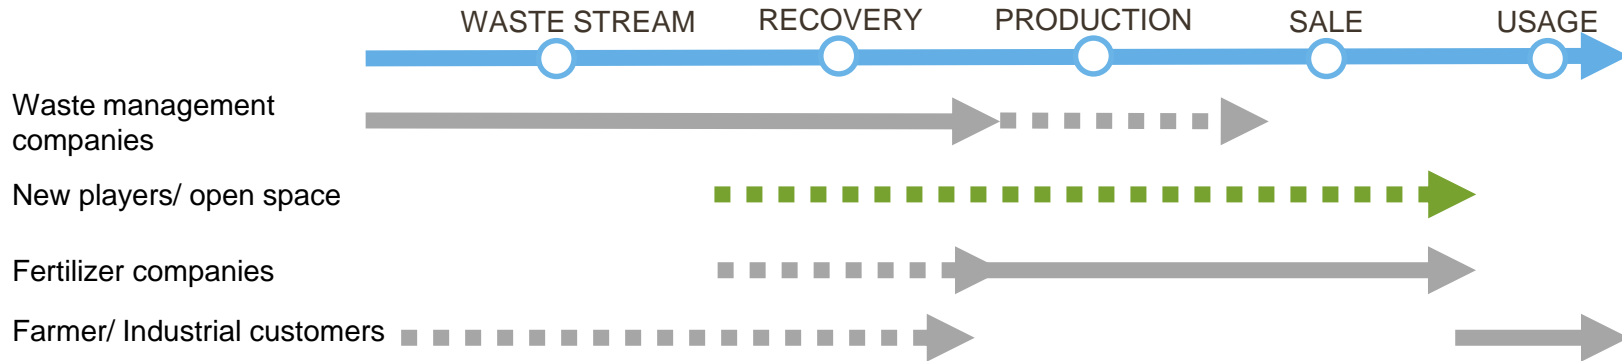 WASTE STREAM RECOVERY PRODUCTION SALE USAGE
Waste management
companies
New players/ open space
Fertilizer companies
Farmer/ Industrial customers